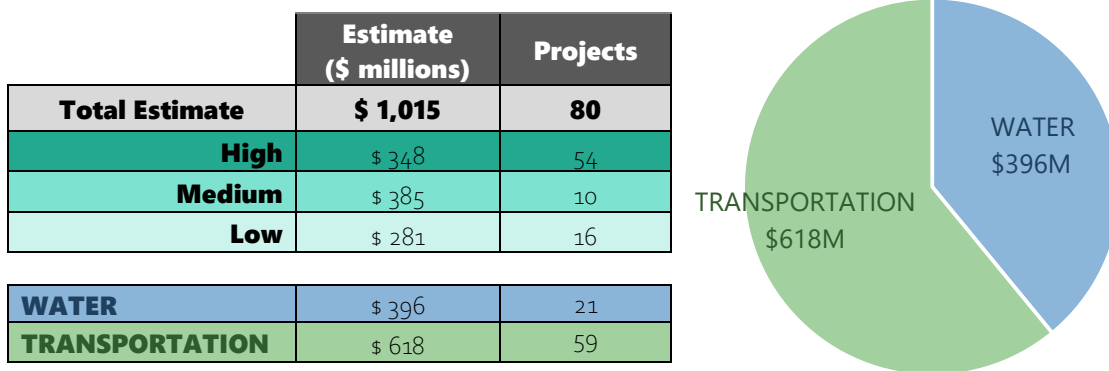 Estimate
($ millions)
Projects
Total Estimate $ 1,015 80
High $ 348 54
Medium $ 385 10
Low $ 281 16
WATER $ 396 21
TRANSPORTATION $ 618 59
WATER
$396M
TRANSPORTATION
$618M